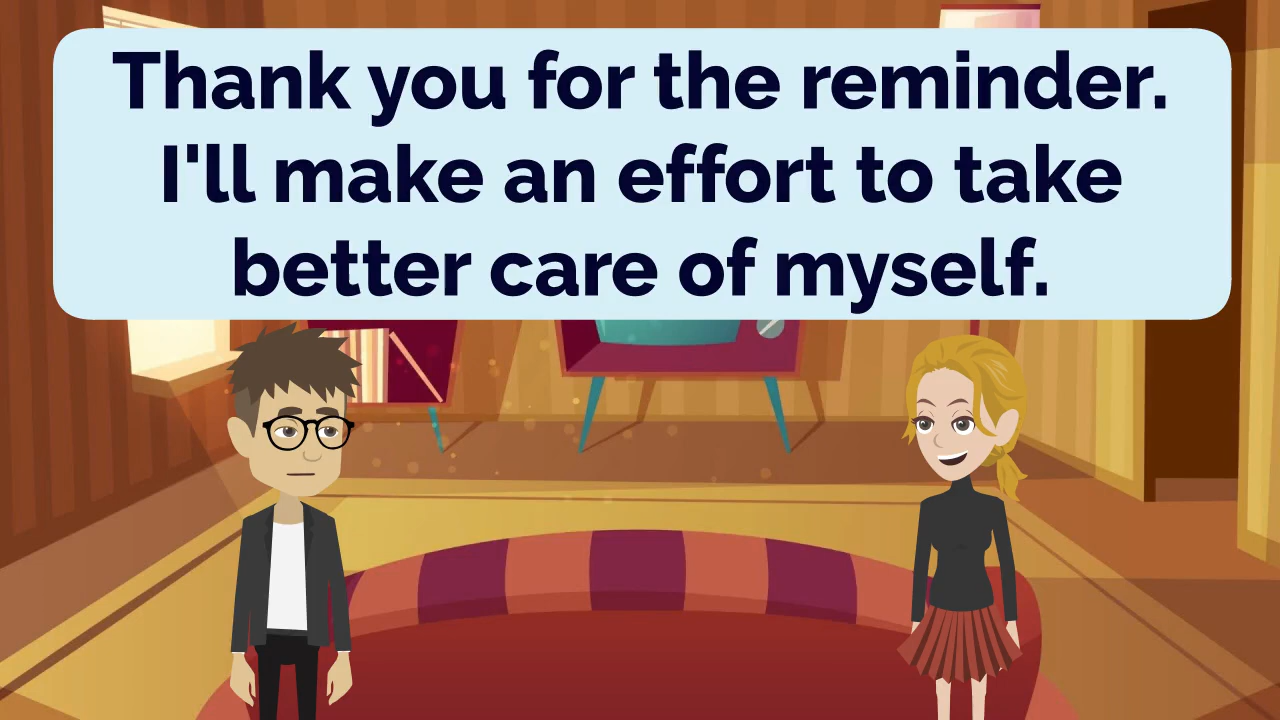 Thank you for the reminder.
I'll make an effort to take
better care of myself.